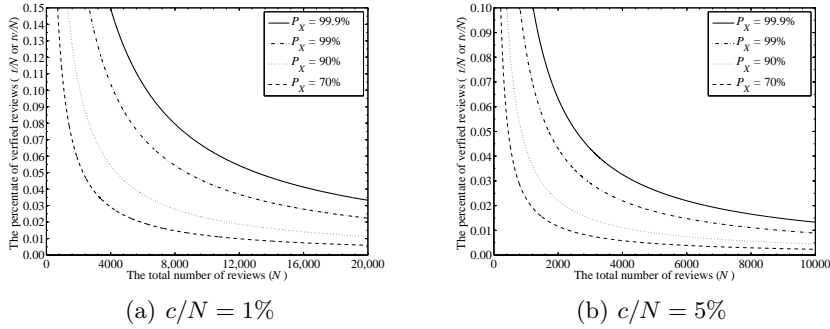 The percentate of verfied reviews ( t/N or tv/N)
0.15
0.14
0.13
0.12
0.11
0.10
0.09
0.08
0.07
0.06
0.05
0.04
0.03
0.02
0.01
0.00
0
4000
8000
12,000
16,000
20,000
The total number of reviews (N )
P_X = 99.9%
P_X = 99%
P_X = 90%
P_X = 70%
(a) c/N = 1%
The percentate of verfied reviews ( t/N or tv/N)
0.10
0.09
0.08
0.07
0.06
0.05
0.04
0.03
0.02
0.01
0.00
0
2000
4000
6000
8000
10000
The total number of reviews (N )
P_X = 99.9%
P_X = 99%
P_X = 90%
P_X = 70%
(b) c/N = 5%